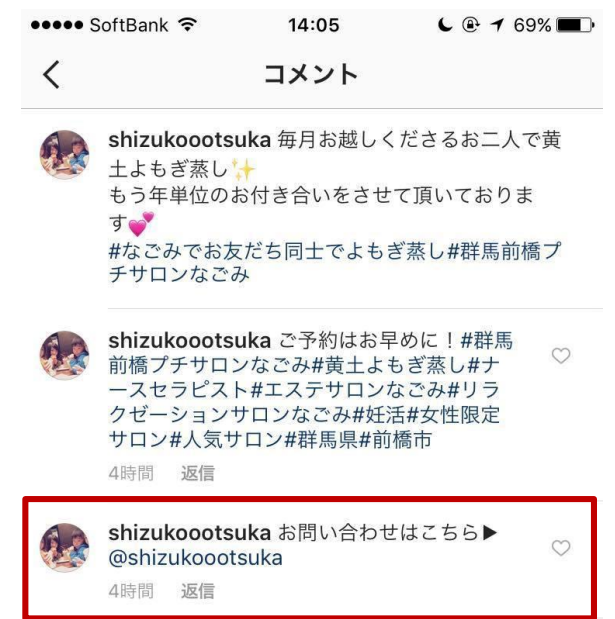 SoftBank 14:05 69%
コメント
shizukoootsuka 毎月お越しくださるお二人で黄
土よもぎ蒸し✨
もう年単位のお付き合いをさせて頂いておりま
す💕
#なごみでお友だち同士でよもぎ蒸し#群馬前橋プ
チサロンなごみ
shizukoootsuka ご予約はお早めに!#群馬
前橋プチサロンなごみ#黄土よもぎ蒸し#ナ
ースセラピスト#エステサロンなごみ#リラ
クゼーションサロンなごみ#妊活#女性限定
サロン#人気サロン#群馬県#前橋市
4時間 返信
shizukoootsuka お問い合わせはこちら▶
@shizukoootsuka
4時間 返信